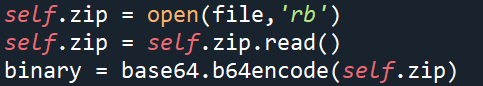 self.zip = open(file,'rb')
self.zip = self.zip.read()
binary = base64.b64encode(self.zip)